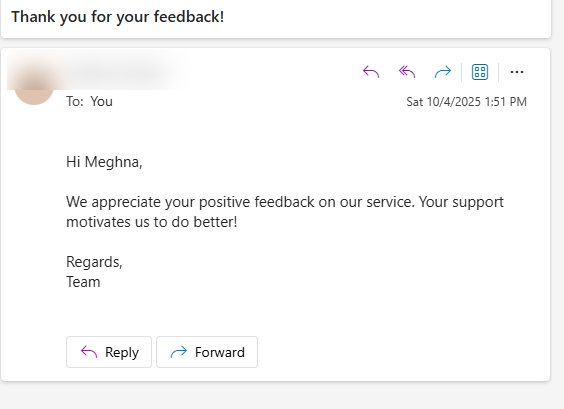 Thank you for your feedback!
To: You
Sat 10/4/2025 1:51 PM
Hi Meghna,
We appreciate your positive feedback on our service. Your support
motivates us to do better!
Regards,
Team
Reply
Forward